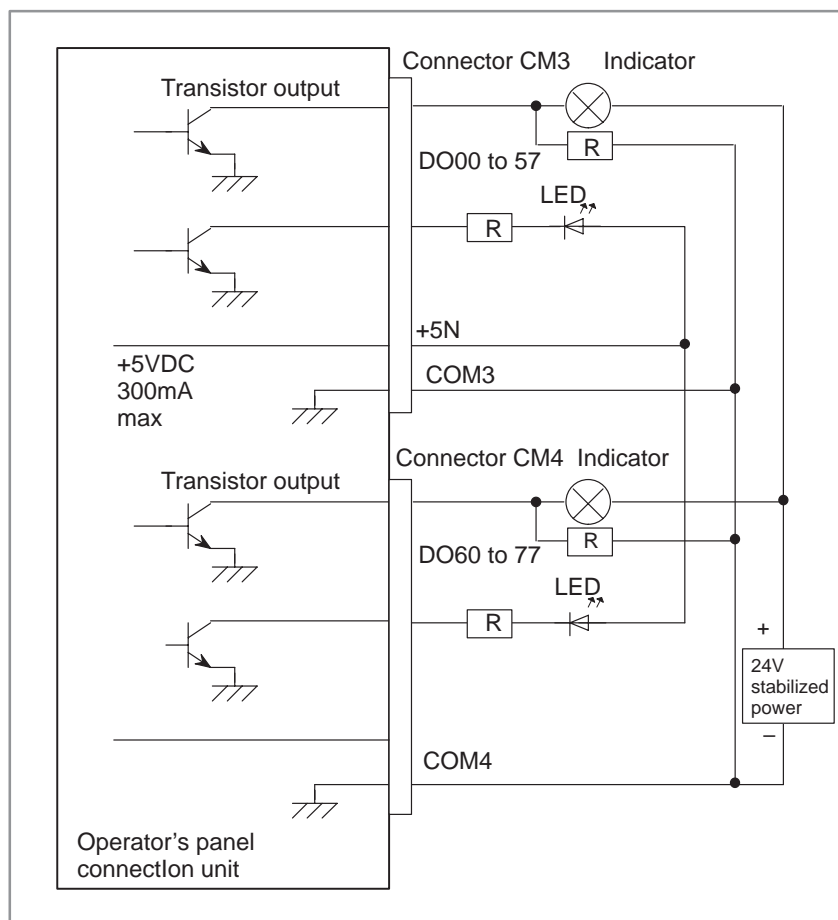 Connector CM3 Indicator
Transistor output
R
DO00 to 57
LED
R
+5N
+5VDC
300mA
max
COM3
Connector CM4 Indicator
Transistor output
R
DO60 to 77
LED
R
+
24V
stabilized
power
–
COM4
Operator's panel
connectIon unit